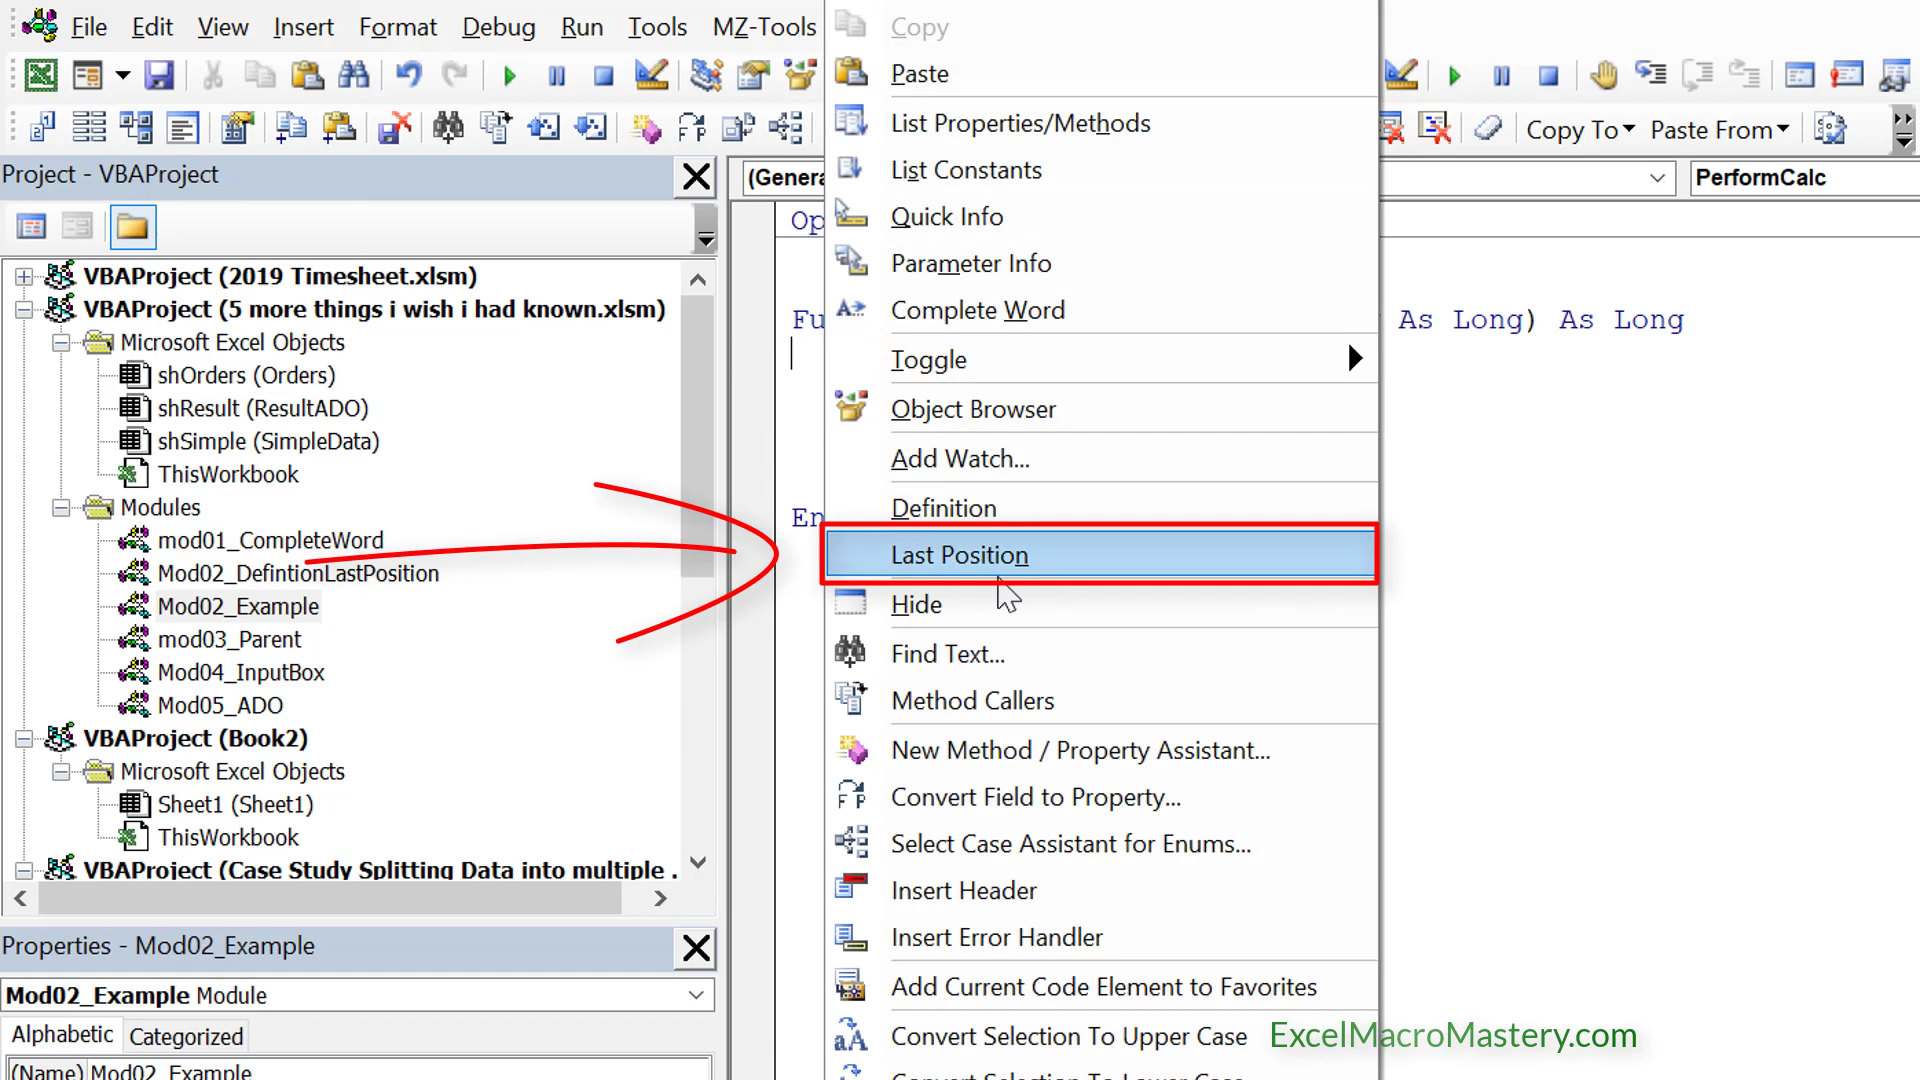 File Edit View Insert Format Debug Run Tools MZ-Tools
Copy To Paste From
Project - VBAProject
VBAProject (2019 Timesheet.xlsm)
VBAProject (5 more things i wish i had known.xlsm)
Microsoft Excel Objects
shOrders (Orders)
shResult (ResultADO)
shSimple (SimpleData)
ThisWorkbook
Modules
mod01_CompleteWord
Mod02_DefintionLastPosition
Mod02_Example
mod03_Parent
Mod04_InputBox
Mod05_ADO
VBAProject (Book2)
Microsoft Excel Objects
Sheet1 (Sheet1)
ThisWorkbook
VBAProject (Case Study Splitting Data into multiple .
Properties - Mod02_Example
Mod02_Example Module
Alphabetic Categorized
(Name) Mod02_Example
Copy
Paste
List Properties/Methods
List Constants
Quick Info
Parameter Info
Complete Word
Toggle
Object Browser
Add Watch...
Definition
Last Position
Hide
Find Text...
Method Callers
New Method / Property Assistant...
Convert Field to Property...
Select Case Assistant for Enums...
Insert Header
Insert Error Handler
Add Current Code Element to Favorites
Convert Selection To Upper Case
Convert Selection To Lower Case
(Genera
PerformCalc
Op
Fu
As Long) As Long
En
ExcelMacroMastery.com